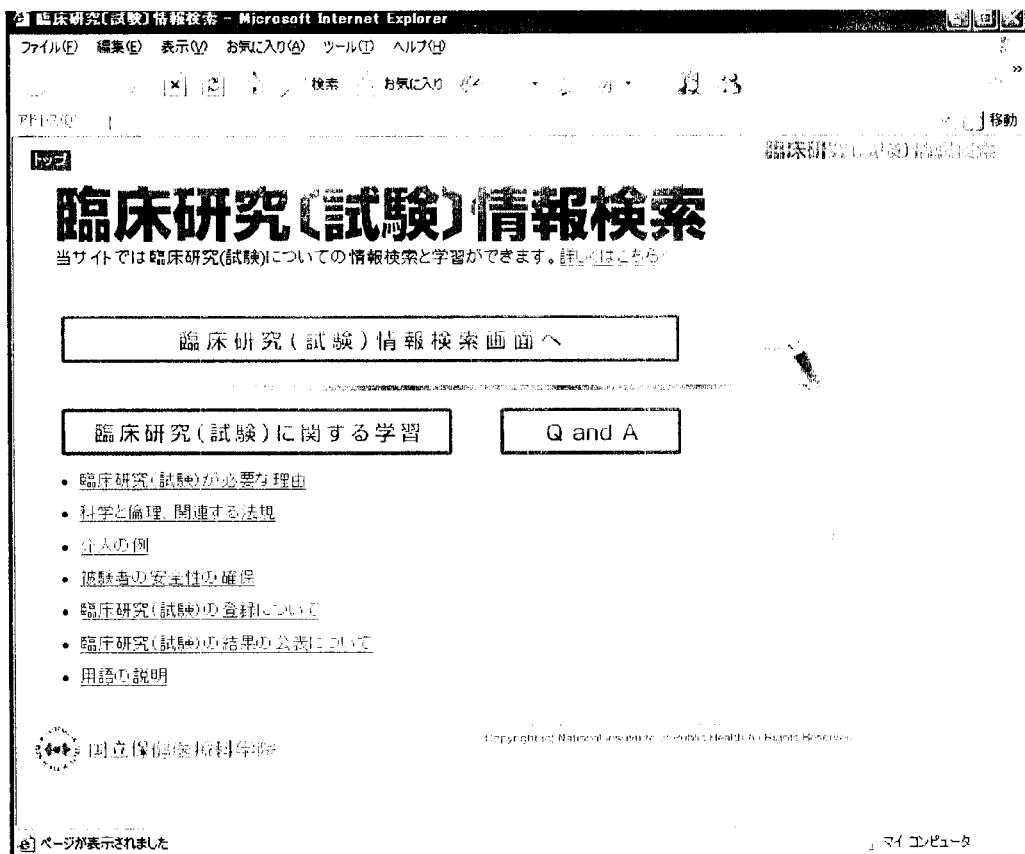 臨床研究〔試験〕情報検索 - Microsoft Internet Explorer
ファイル(F) 編集(E) 表示(V) お気に入り(A) ツール(T) ヘルプ(H)
検索 お気に入り
移動
トップ
臨床研究(試験)情報検索
臨床研究〔試験〕情報検索
当サイトでは臨床研究(試験)についての情報検索と学習ができます。詳しくはこちら
臨床研究(試験)情報検索画面へ
臨床研究(試験)に関する学習
Q and A
• 臨床研究(試験)が必要な理由
• 科学と倫理、関連する法規
• 介入の例
• 被験者の安全性の確保
• 臨床研究(試験)の登録について
• 臨床研究(試験)の結果の公表について
• 用語の説明
国立保健医療科学院
Copyright (c) National Institute of Public Health All Rights Reserved
ページが表示されました
マイ コンピュータ